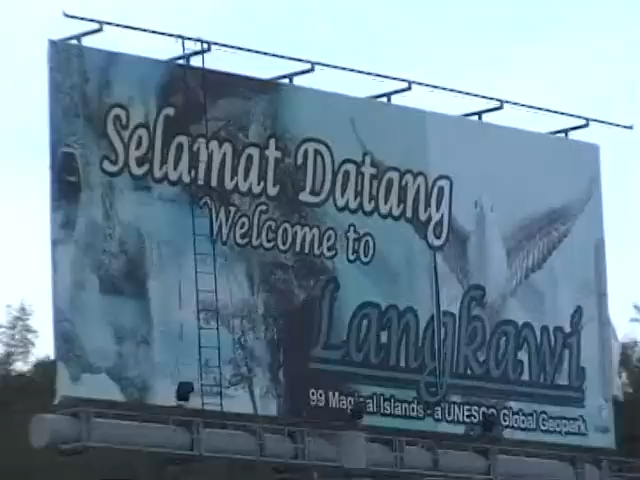 Selamat Datang
Welcome to
Langkawi
99 Magical Islands - a UNESCO Global Geopark